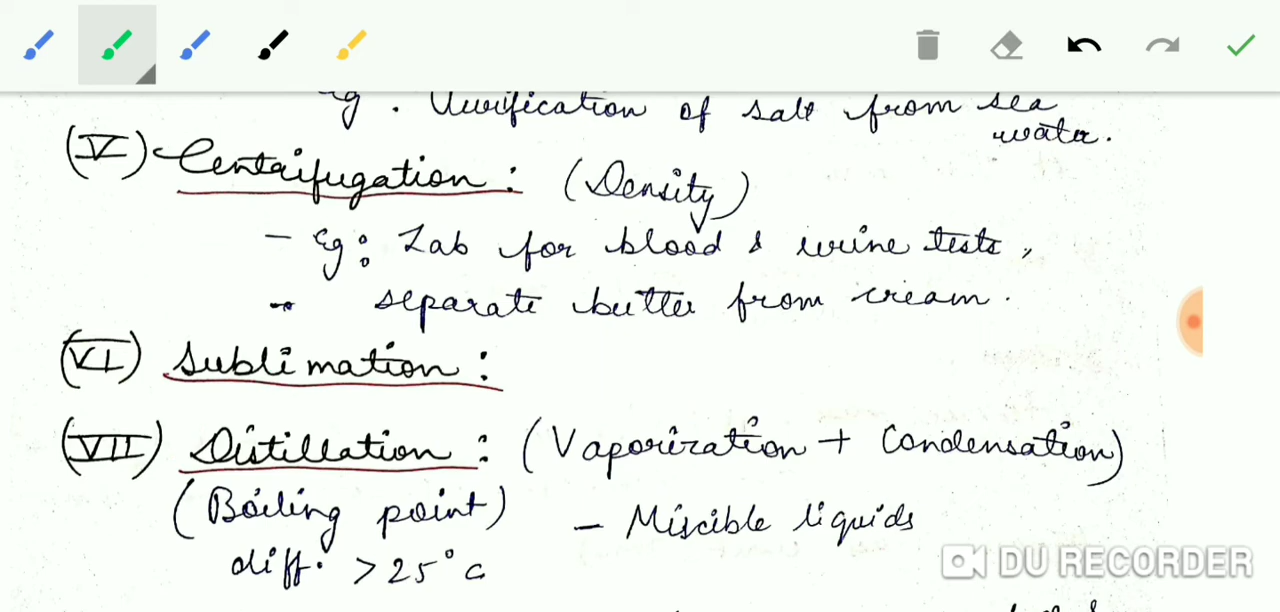 Eg. Purification of salt from sea
water.
(V) Centrifugation : (Density)
- Eg: Lab for blood & urine tests,
- separate butter from cream.
(VI) Sublimation :
(VII) Distillation : (Vaporization + Condensation)
(Boiling point) - Miscible liquids
diff. >25°C
DU RECORDER